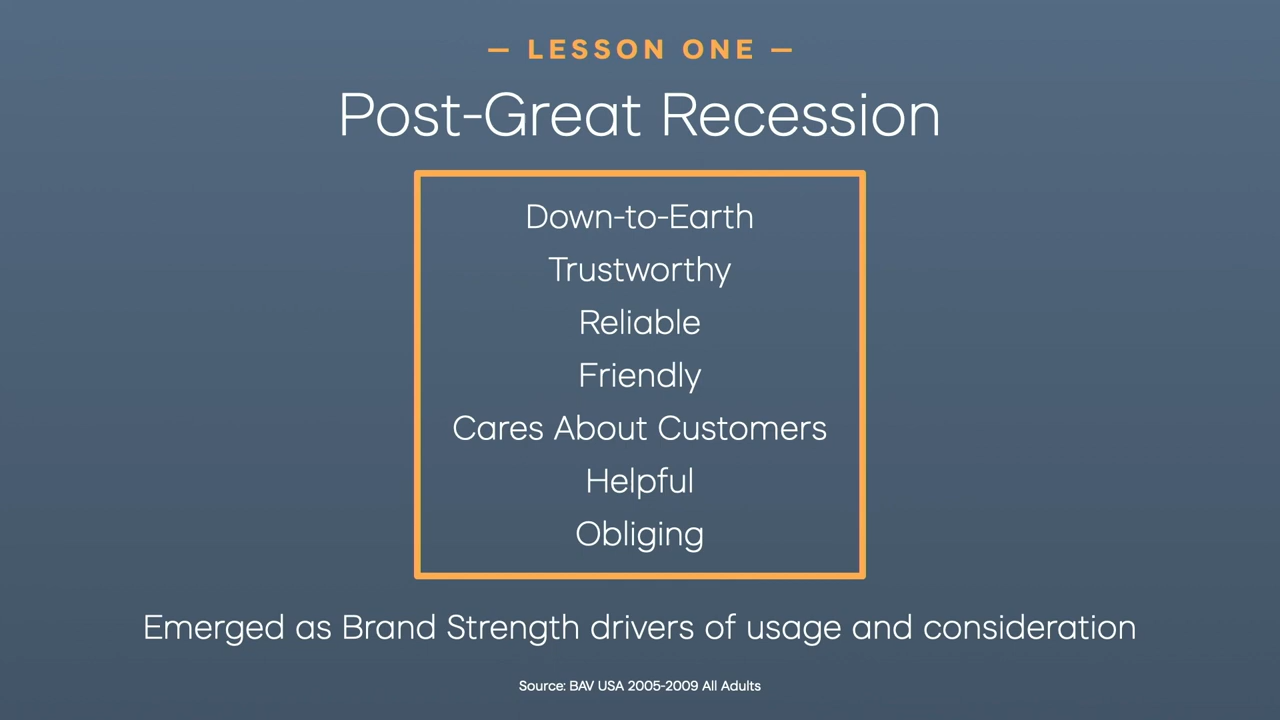 — LESSON ONE —
Post-Great Recession
Down-to-Earth
Trustworthy
Reliable
Friendly
Cares About Customers
Helpful
Obliging
Emerged as Brand Strength drivers of usage and consideration
Source: BAV USA 2005-2009 All Adults